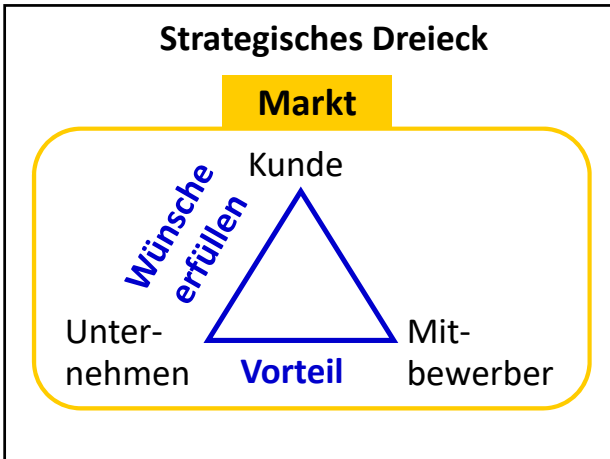 Strategisches Dreieck
Markt
Kunde
Wünsche
erfüllen
Unter-
nehmen
Vorteil
Mit-
bewerber